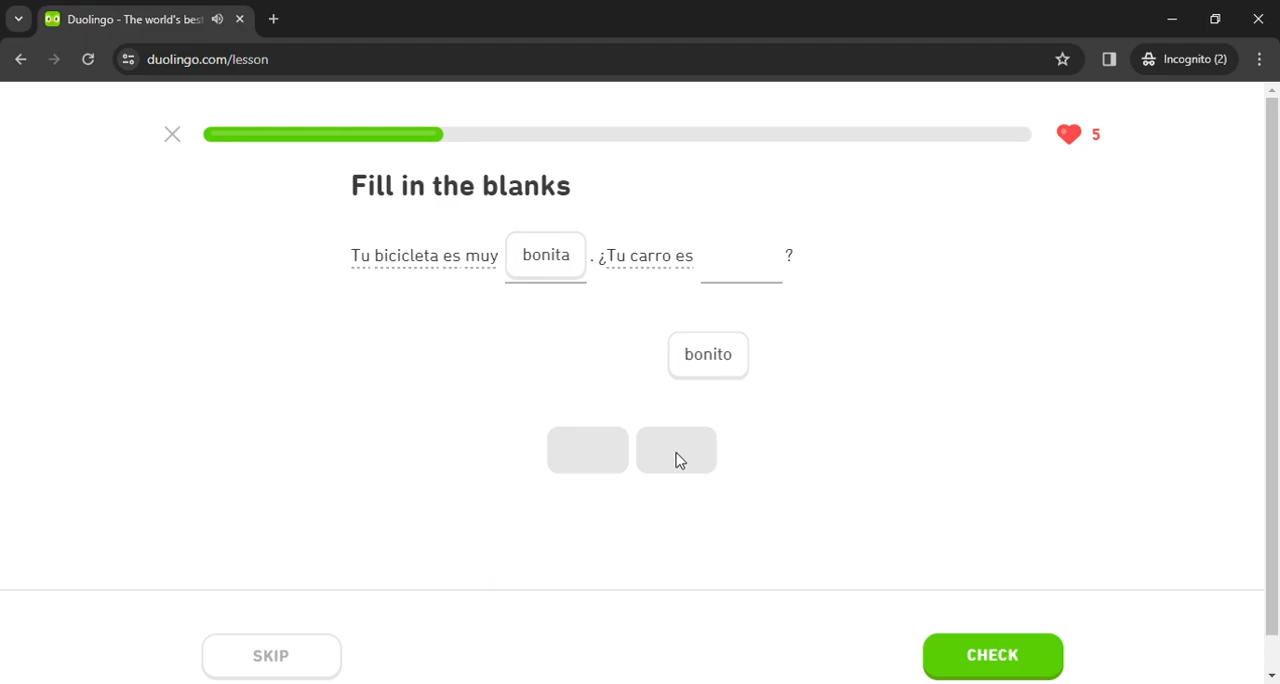 Duolingo - The world's bes
duolingo.com/lesson
Incognito (2)
5
Fill in the blanks
Tu bicicleta es muy bonita . ¿Tu carro es ?
bonito
SKIP
CHECK